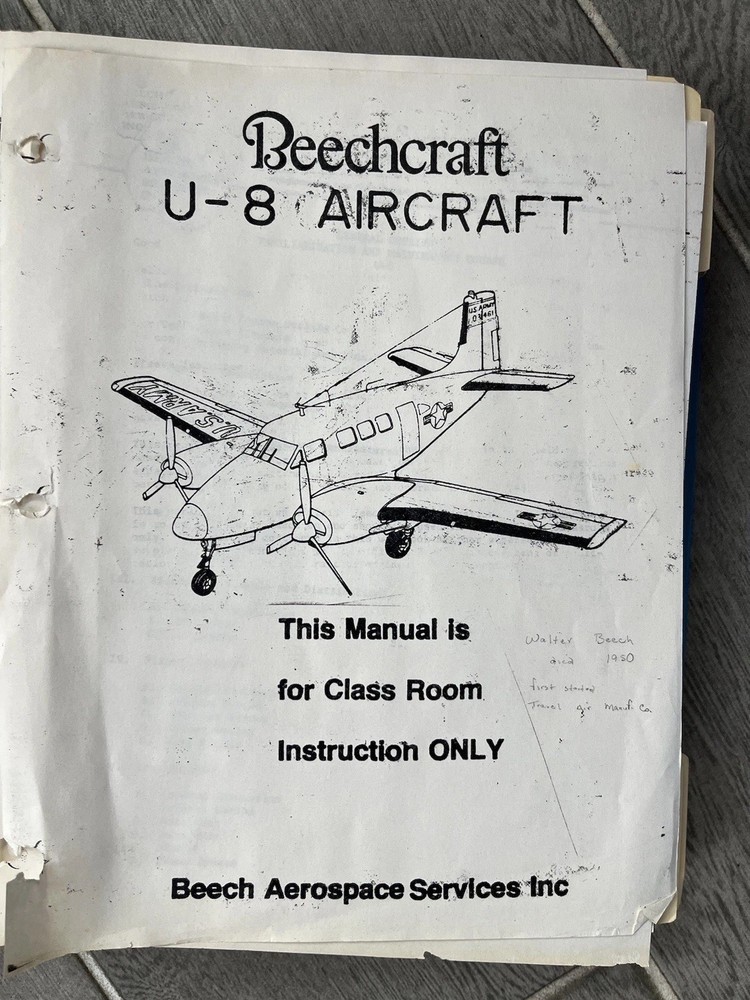 Beechcraft
U-8 AIRCRAFT
U.S. ARMY
U.S.ARMY
This Manual is
for Class Room
Instruction ONLY
Walter Beech
died 1950
first started
Travel Air Manuf. Co.
Beech Aerospace Services Inc